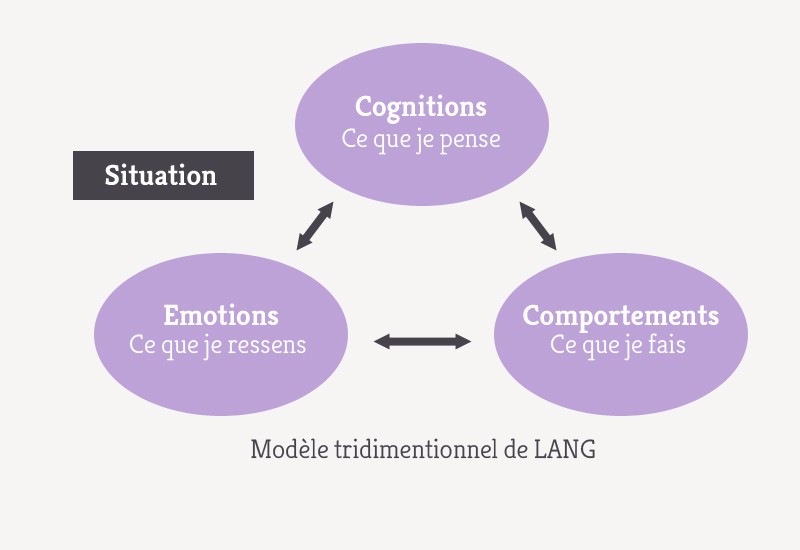 Cognitions
Ce que je pense
Situation
Emotions
Ce que je ressens
Comportements
Ce que je fais
Modèle tridimentionnel de LANG